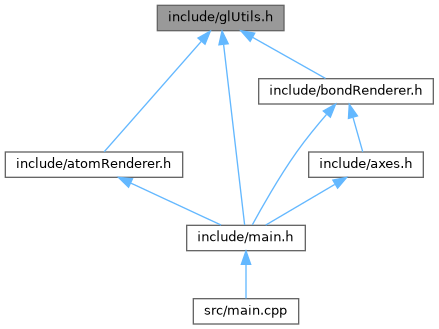 include/glUtils.h
include/bondRenderer.h
include/atomRenderer.h
include/axes.h
include/main.h
src/main.cpp